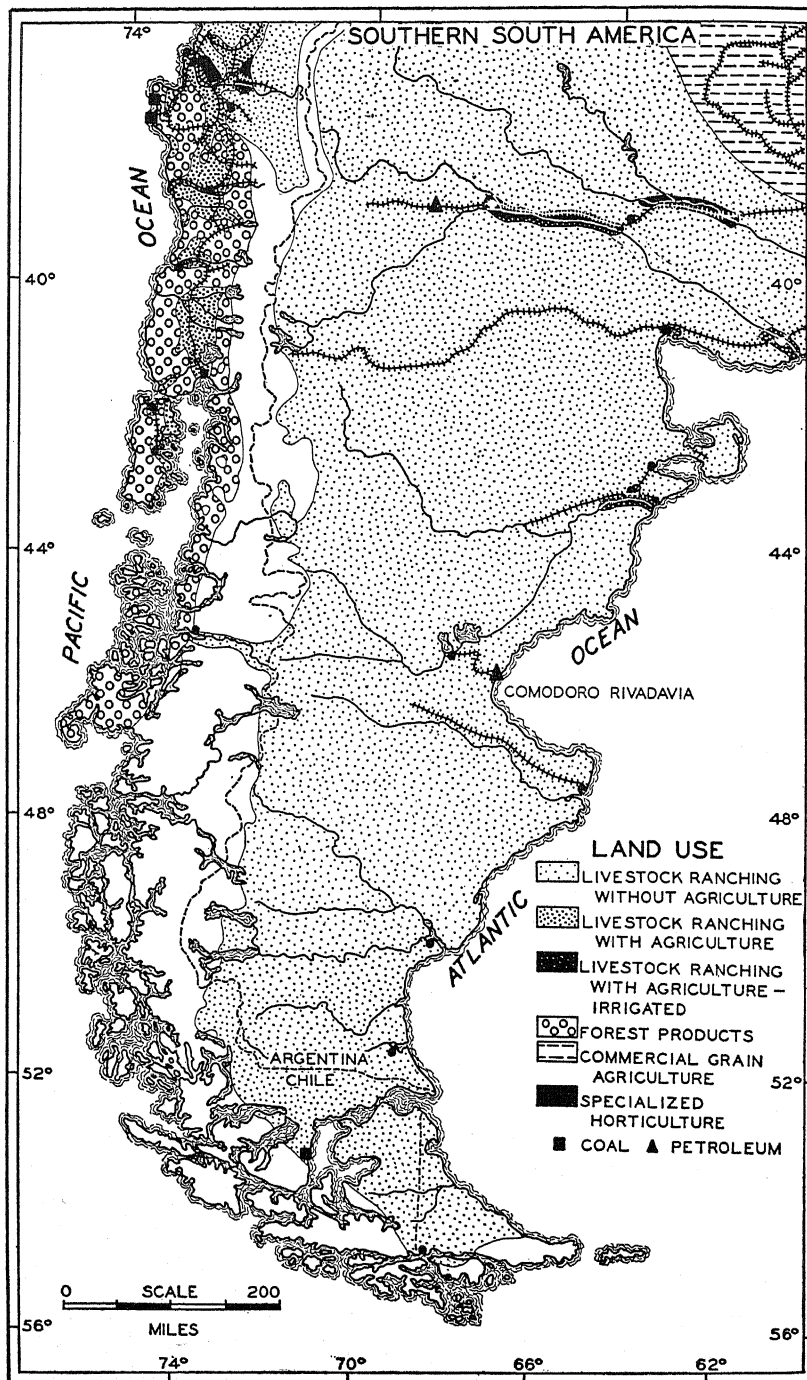 74°
SOUTHERN SOUTH AMERICA
OCEAN
40°
40°
44°
44°
PACIFIC
OCEAN
COMODORO RIVADAVIA
48°
48°
ATLANTIC
LAND USE
LIVESTOCK RANCHING
WITHOUT AGRICULTURE
LIVESTOCK RANCHING
WITH AGRICULTURE
LIVESTOCK RANCHING
WITH AGRICULTURE-
IRRIGATED
FOREST PRODUCTS
COMMERCIAL GRAIN
AGRICULTURE
SPECIALIZED
HORTICULTURE
COAL
PETROLEUM
ARGENTINA
CHILE
52°
52°
0 SCALE 200
MILES
56°
56°
74°
70°
66°
62°